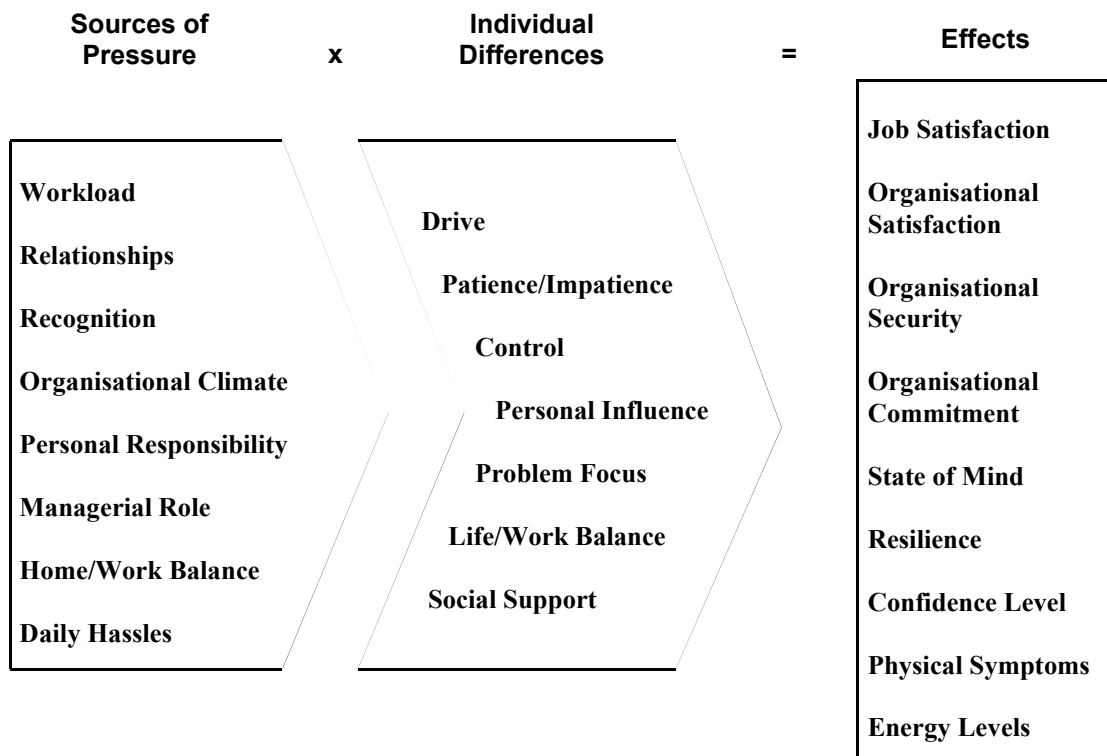 Sources of
Pressure
x
Individual
Differences
=
Effects
Workload
Relationships
Recognition
Organisational Climate
Personal Responsibility
Managerial Role
Home/Work Balance
Daily Hassles
Drive
Patience/Impatience
Control
Personal Influence
Problem Focus
Life/Work Balance
Social Support
Job Satisfaction
Organisational
Satisfaction
Organisational
Security
Organisational
Commitment
State of Mind
Resilience
Confidence Level
Physical Symptoms
Energy Levels